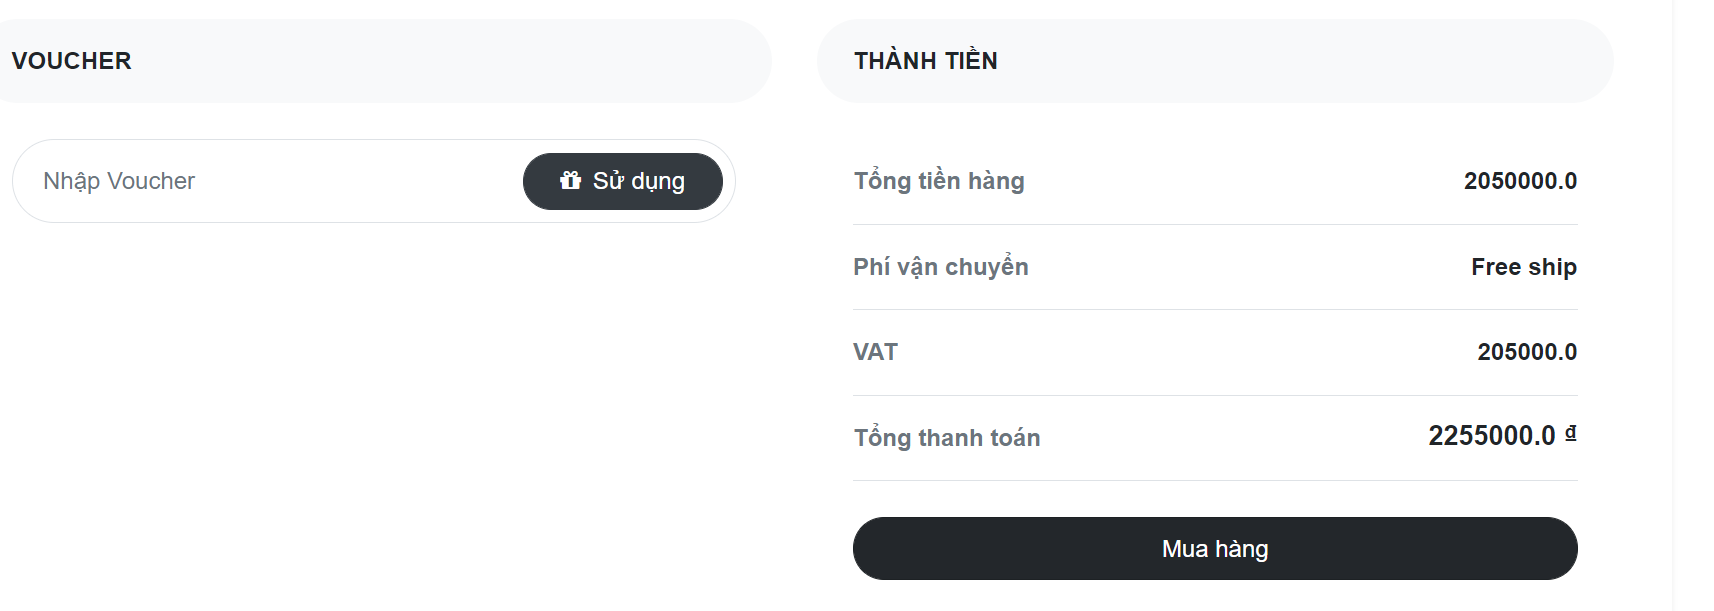 VOUCHER
Nhập Voucher
Sử dụng
THÀNH TIỀN
Tổng tiền hàng 2050000.0
Phí vận chuyển Free ship
VAT 205000.0
Tổng thanh toán 2255000.0 ₫
Mua hàng